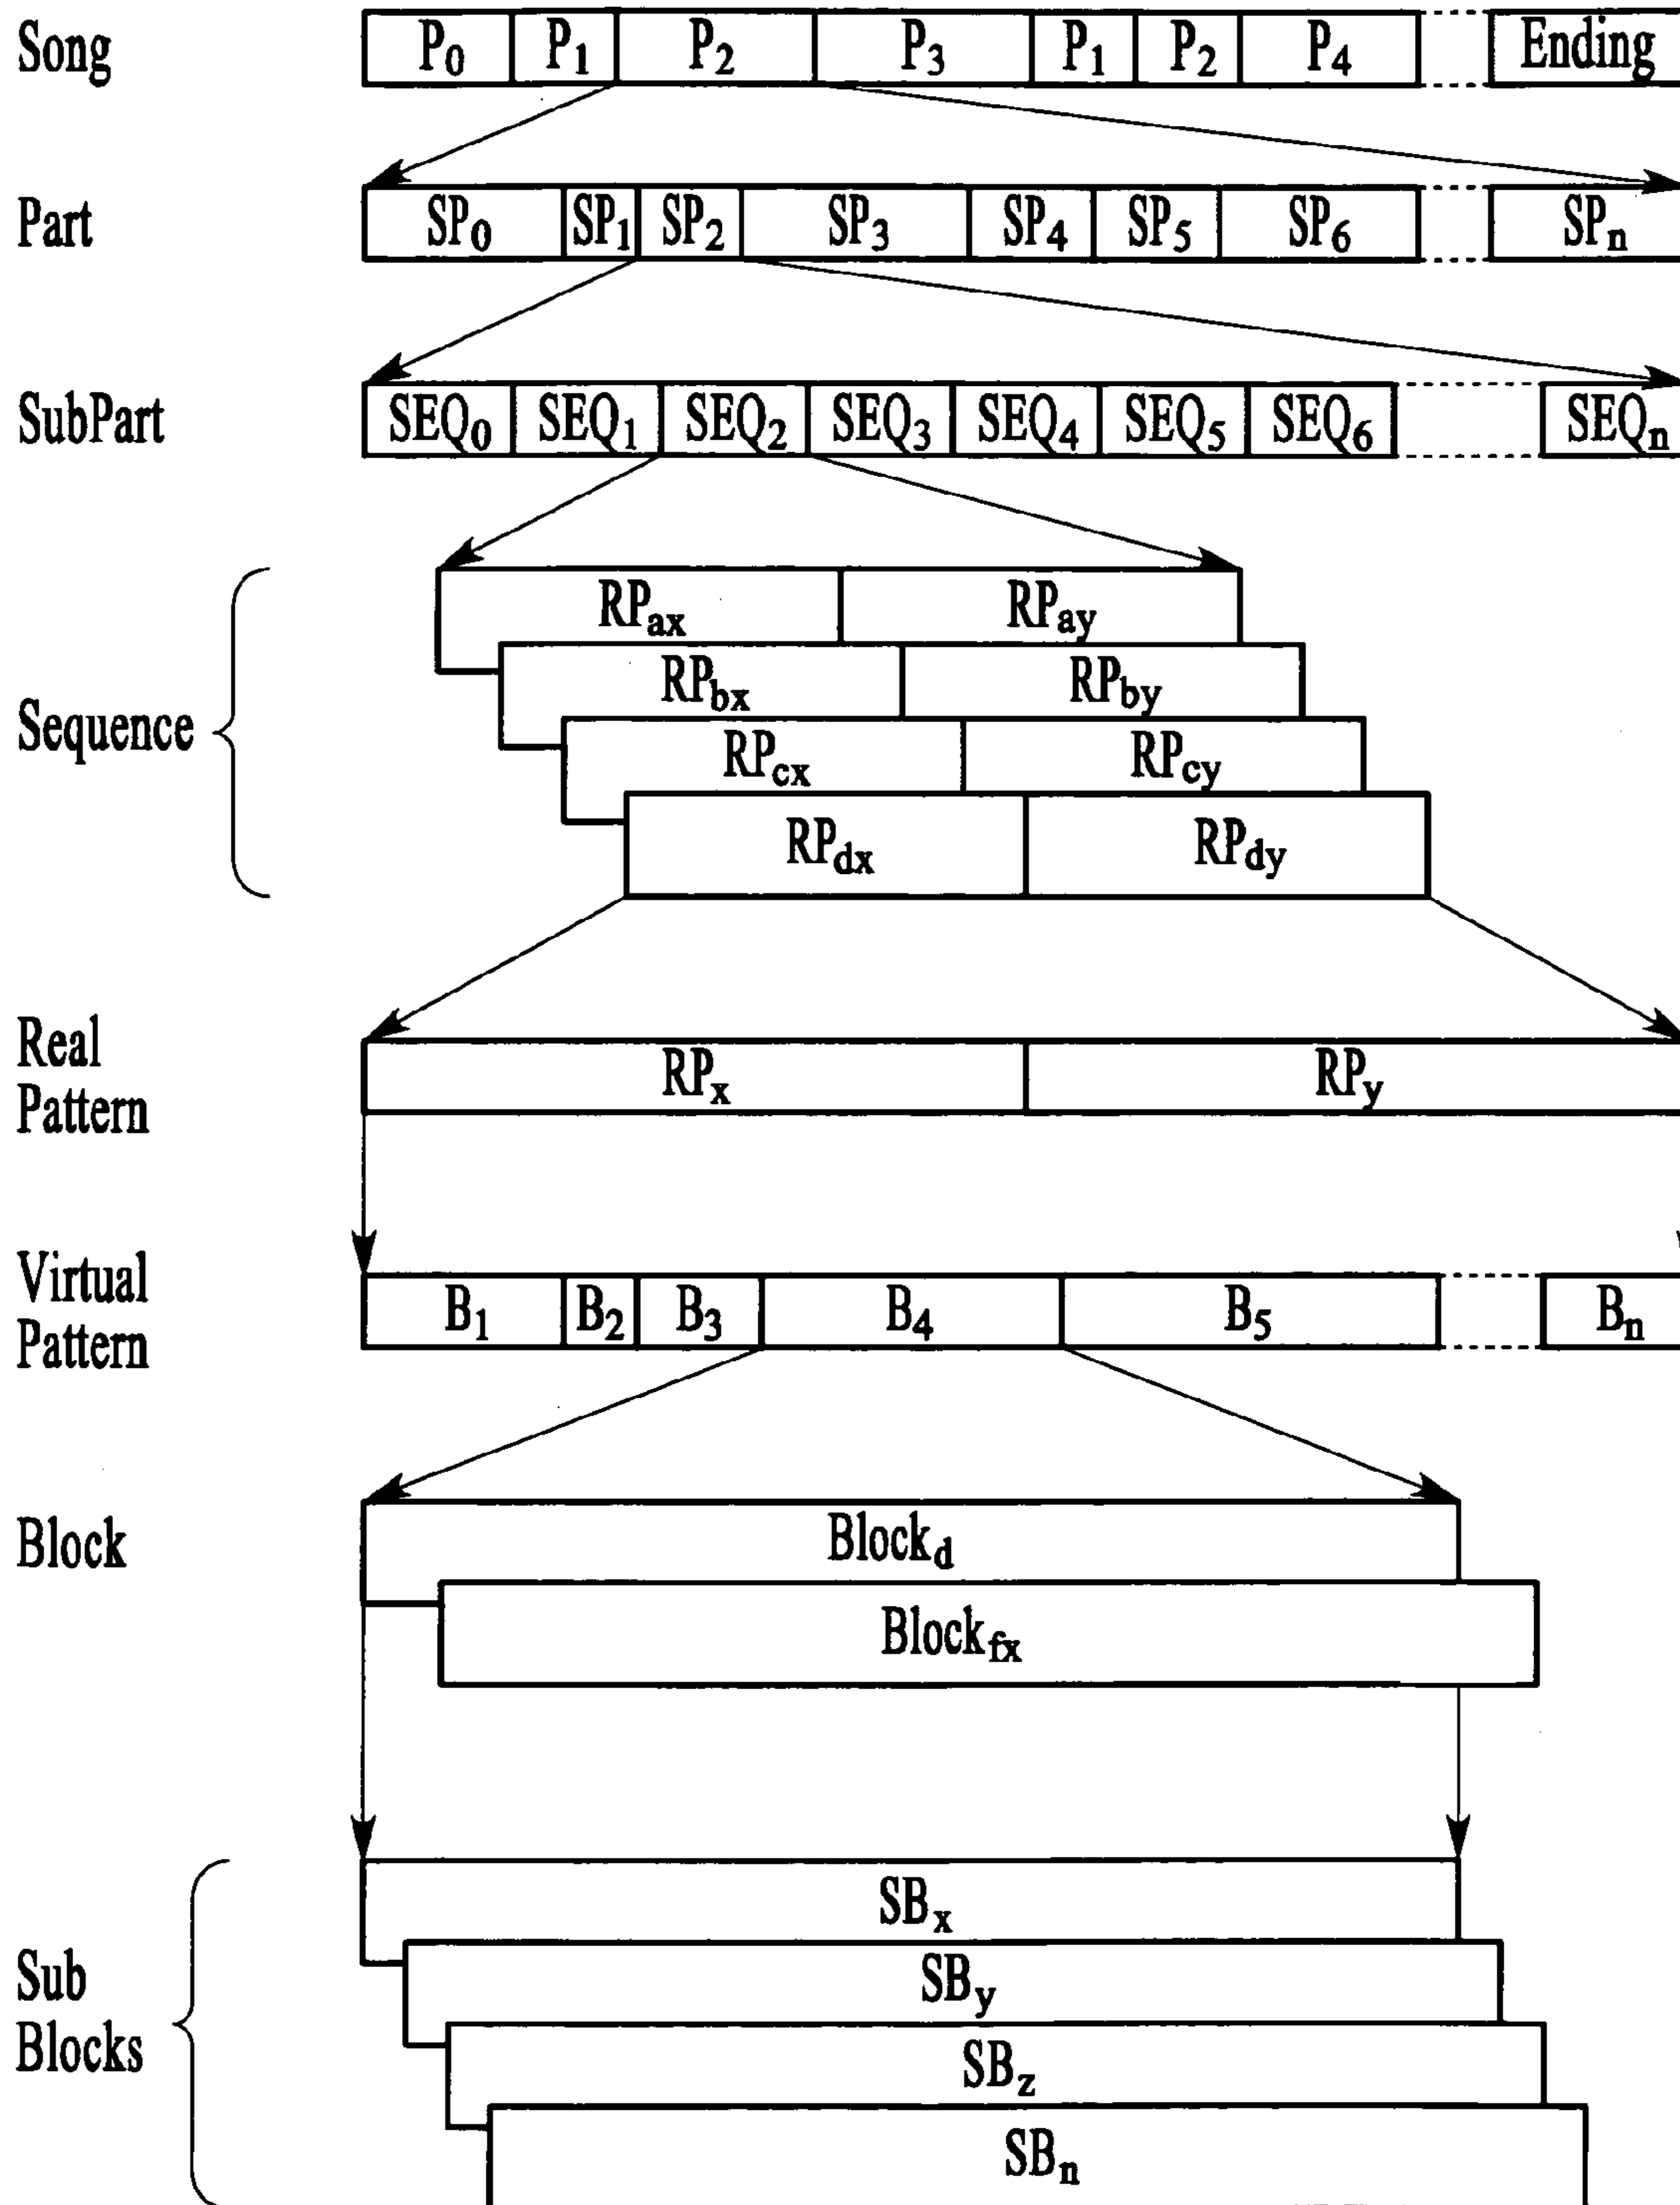 Song P₀ P₁ P₂ P₃ P₁ P₂ P₄ Ending
Part SP₀ SP₁ SP₂ SP₃ SP₄ SP₅ SP₆ SPₙ
SubPart SEQ₀ SEQ₁ SEQ₂ SEQ₃ SEQ₄ SEQ₅ SEQ₆ SEQₙ
RPax RPay
RPbx RPby
Sequence
RPcx RPcy
RPdx RPdy
Real
Pattern
RPx RPy
Virtual
Pattern
B₁ B₂ B₃ B₄ B₅ Bₙ
Block Blockd
Blockfx
SBx
Sub
Blocks
SBy
SBz
SBn